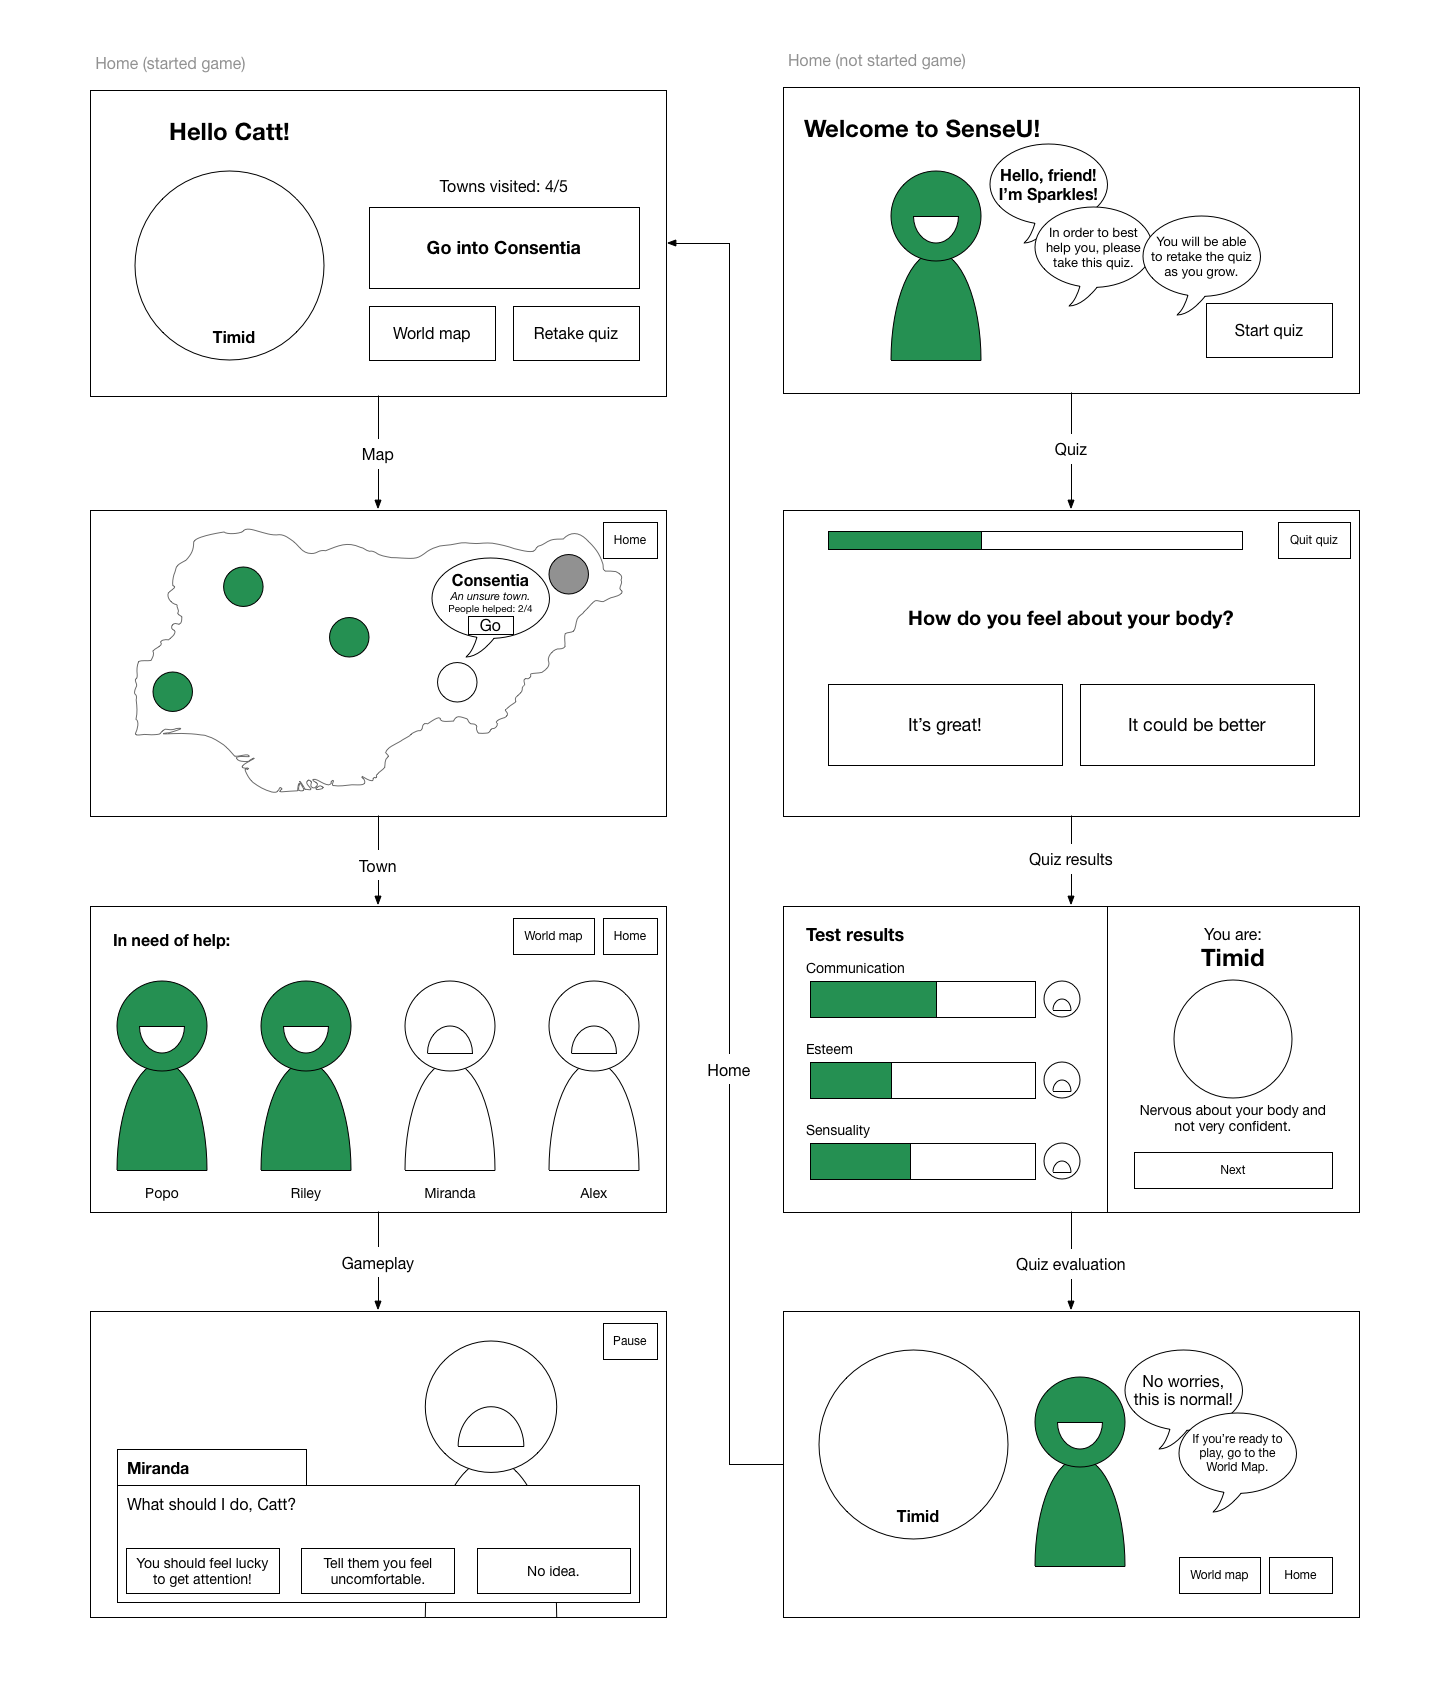 Home (started game)
Hello Catt!
Towns visited: 4/5
Go into Consentia
World map
Retake quiz
Timid
Map
Home
Consentia
An unsure town.
People helped: 2/4
Go
Town
In need of help:
World map
Home
Popo
Riley
Miranda
Alex
Gameplay
Pause
Miranda
What should I do, Catt?
You should feel lucky
to get attention!
Tell them you feel
uncomfortable.
No idea.
Home
Home (not started game)
Welcome to SenseU!
Hello, friend!
I'm Sparkles!
In order to best
help you, please
take this quiz.
You will be able
to retake the quiz
as you grow.
Start quiz
Quiz
Quit quiz
How do you feel about your body?
It's great!
It could be better
Quiz results
Test results
Communication
Esteem
Sensuality
You are:
Timid
Nervous about your body and
not very confident.
Next
Quiz evaluation
No worries,
this is normal!
If you're ready to
play, go to the
World Map.
Timid
World map
Home